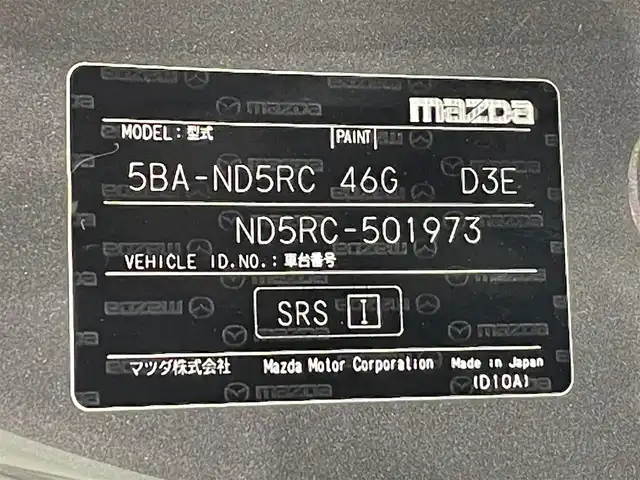 mazda
MODEL: 型式 PAINT
5BA-ND5RC 46G D3E
ND5RC-501973
VEHICLE ID.NO.: 車台番号
SRS I
マツダ株式会社 Mazda Motor Corporation Made in Japan
(D10A)